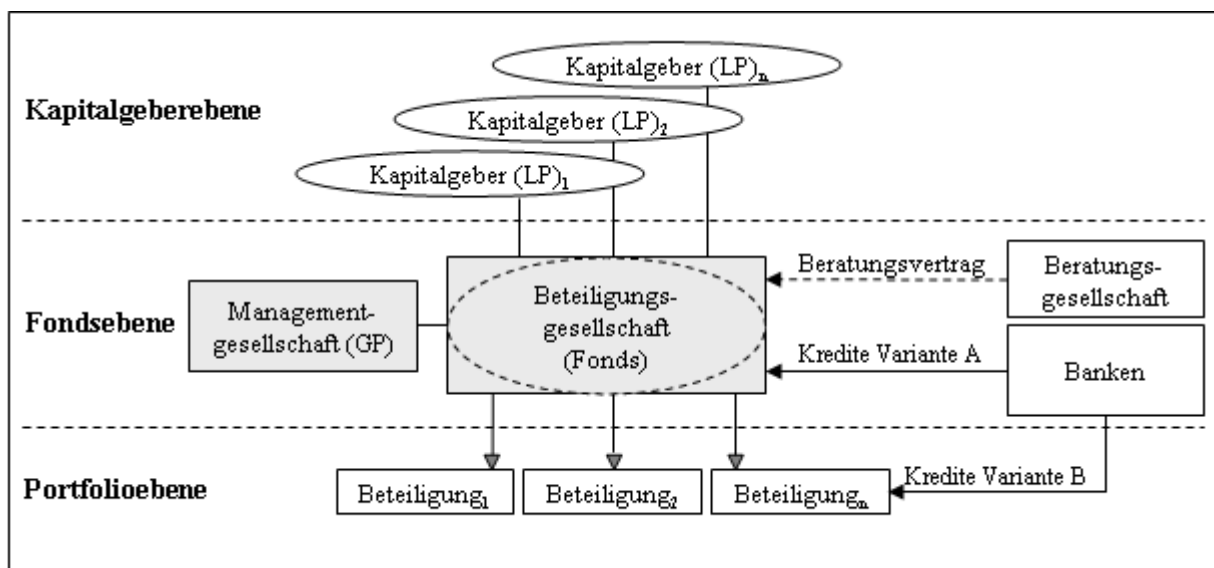 Kapitalgeberebene
Kapitalgeber (LP)n
Kapitalgeber (LP)2
Kapitalgeber (LP)1
Fondsebene
Management-
gesellschaft (GP)
Beteiligungs-
gesellschaft
(Fonds)
Beratungsvertrag
Beratungs-
gesellschaft
Kredite Variante A
Banken
Portfolioebene
Beteiligung1
Beteiligung2
Beteiligungn
Kredite Variante B